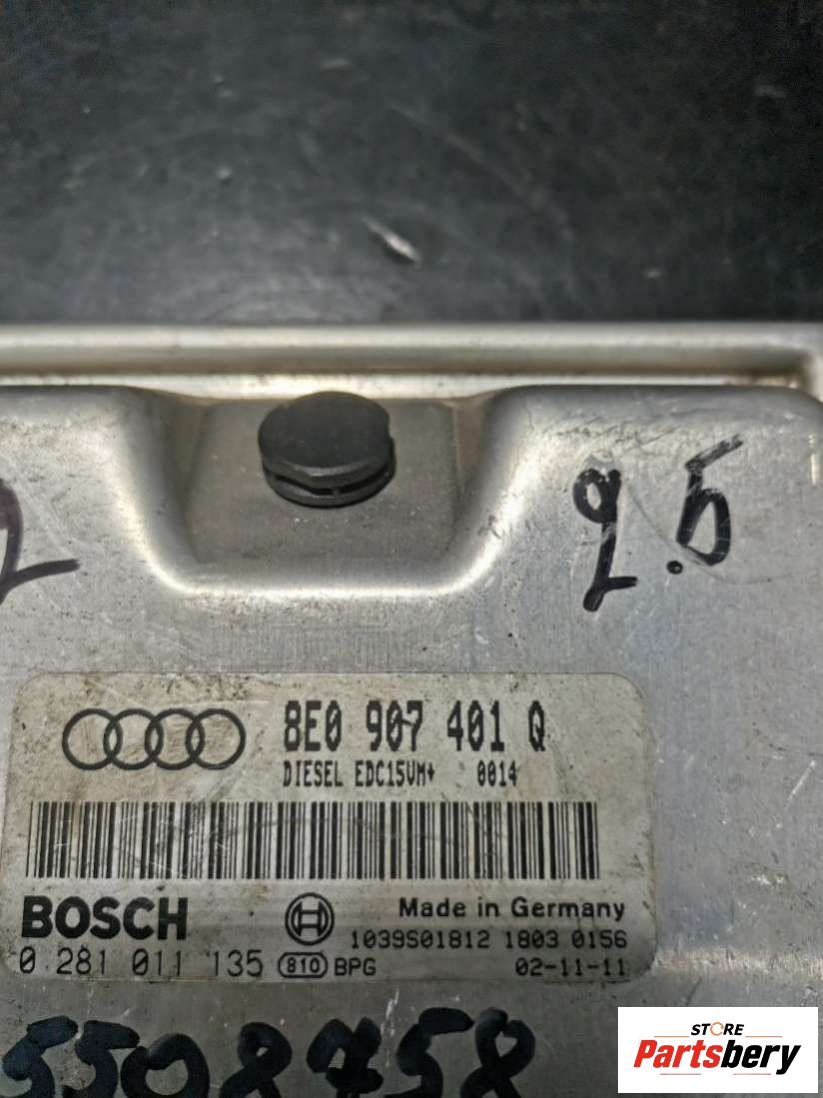 2.5
8E0 907 401 Q
DIESEL EDC15VM+ 0014
BOSCH
Made in Germany
1039S01812 1803 0156
0 281 011 135 810 BPG 02-11-11
5508758
STORE
Partsbery